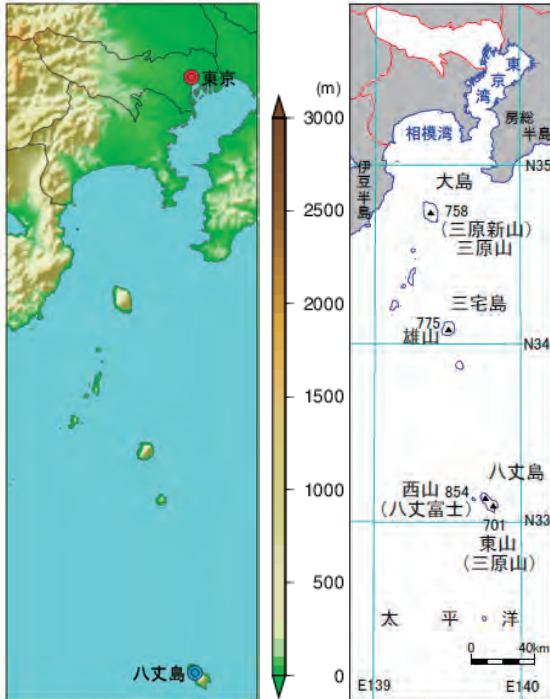 東京
八丈島
(m)
3000
2500
2000
1500
1000
500
0
東京湾
相模湾
房総
半島
伊豆半島
N35
大島
758
(三原新山)
三原山
三宅島
775
雄山
N34
八丈島
西山 854
(八丈富士)
N33
701
東山
(三原山)
太 平 洋
0 40km
E139 E140